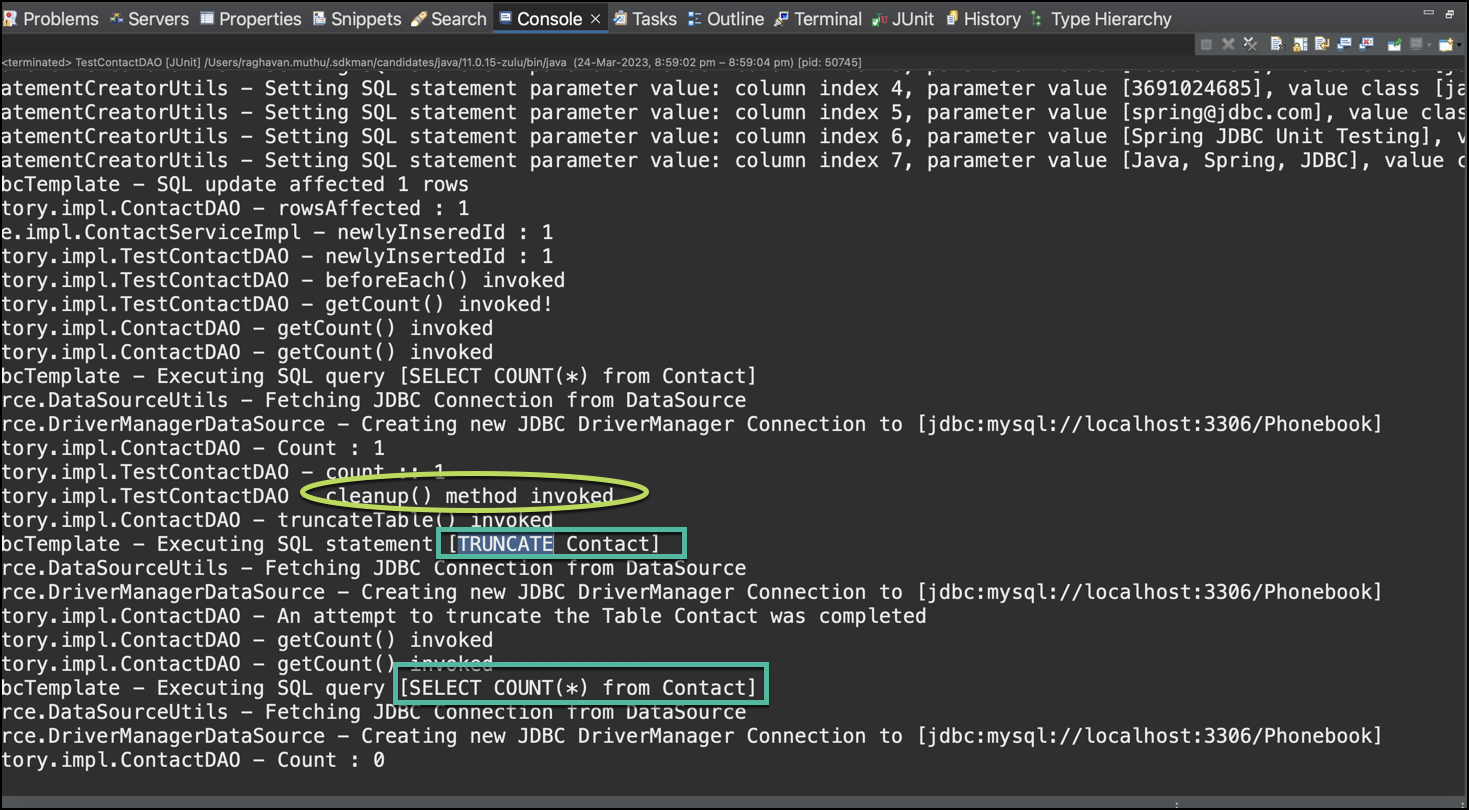 Problems Servers Properties Snippets Search Console Tasks Outline Terminal JUnit History Type Hierarchy
<terminated> TestContactDAO [JUnit] /Users/raghavan.muthu/.sdkman/candidates/java/11.0.15-zulu/bin/java (24-Mar-2023, 8:59:02 pm – 8:59:04 pm) [pid: 50745]
atementCreatorUtils - Setting SQL statement parameter value: column index 4, parameter value [3691024685], value class [ja
atementCreatorUtils - Setting SQL statement parameter value: column index 5, parameter value [spring@jdbc.com], value clas
atementCreatorUtils - Setting SQL statement parameter value: column index 6, parameter value [Spring JDBC Unit Testing], v
atementCreatorUtils - Setting SQL statement parameter value: column index 7, parameter value [Java, Spring, JDBC], value c
bcTemplate - SQL update affected 1 rows
tory.impl.ContactDAO - rowsAffected : 1
e.impl.ContactServiceImpl - newlyInseredId : 1
tory.impl.TestContactDAO - newlyInsertedId : 1
tory.impl.TestContactDAO - beforeEach() invoked
tory.impl.TestContactDAO - getCount() invoked!
tory.impl.ContactDAO - getCount() invoked
tory.impl.ContactDAO - getCount() invoked
bcTemplate - Executing SQL query [SELECT COUNT(*) from Contact]
rce.DataSourceUtils - Fetching JDBC Connection from DataSource
rce.DriverManagerDataSource - Creating new JDBC DriverManager Connection to [jdbc:mysql://localhost:3306/Phonebook]
tory.impl.ContactDAO - Count : 1
tory.impl.TestContactDAO - count :: 1
tory.impl.TestContactDAO cleanup() method invoked
tory.impl.ContactDAO - truncateTable() invoked
bcTemplate - Executing SQL statement [TRUNCATE Contact]
rce.DataSourceUtils - Fetching JDBC Connection from DataSource
rce.DriverManagerDataSource - Creating new JDBC DriverManager Connection to [jdbc:mysql://localhost:3306/Phonebook]
tory.impl.ContactDAO - An attempt to truncate the Table Contact was completed
tory.impl.ContactDAO - getCount() invoked
tory.impl.ContactDAO - getCount() invoked
bcTemplate - Executing SQL query [SELECT COUNT(*) from Contact]
rce.DataSourceUtils - Fetching JDBC Connection from DataSource
rce.DriverManagerDataSource - Creating new JDBC DriverManager Connection to [jdbc:mysql://localhost:3306/Phonebook]
tory.impl.ContactDAO - Count : 0